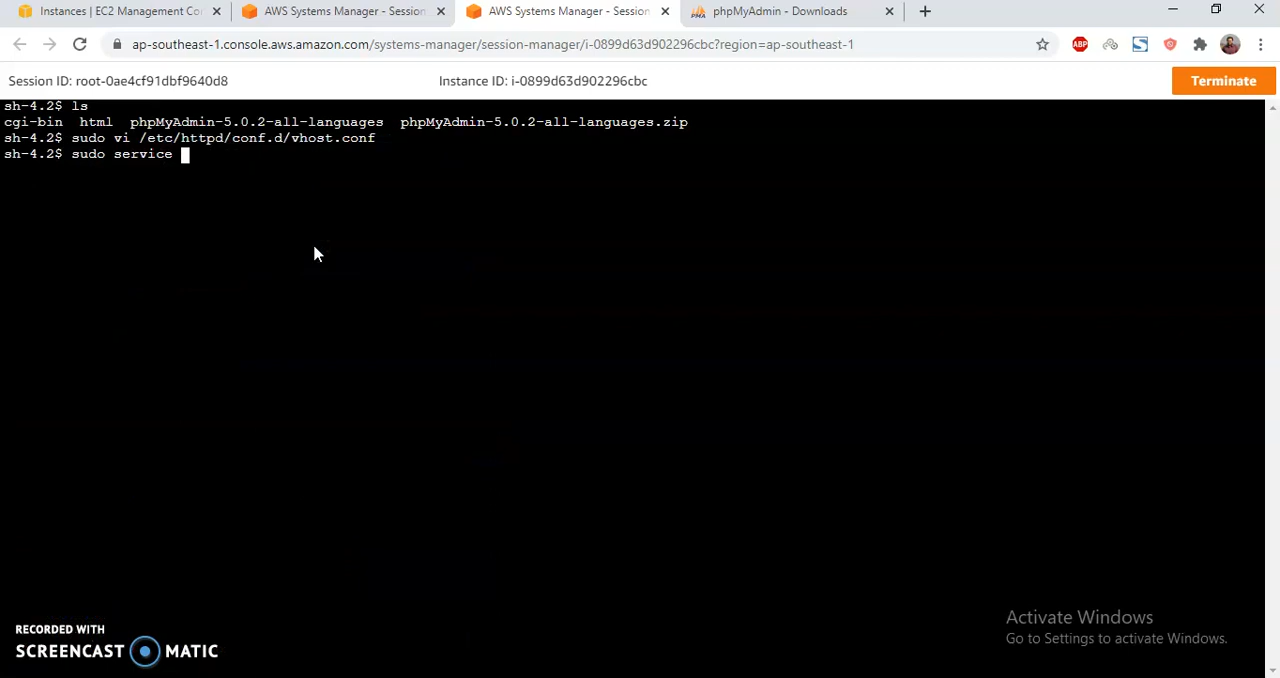 Instances | EC2 Management Co
AWS Systems Manager - Session
AWS Systems Manager - Session
phpMyAdmin - Downloads
ap-southeast-1.console.aws.amazon.com/systems-manager/session-manager/i-0899d63d902296cbc?region=ap-southeast-1
ABP
Session ID: root-0ae4cf91dbf9640d8
Instance ID: i-0899d63d902296cbc
Terminate
sh-4.2$ ls
cgi-bin  html  phpMyAdmin-5.0.2-all-languages  phpMyAdmin-5.0.2-all-languages.zip
sh-4.2$ sudo vi /etc/httpd/conf.d/vhost.conf
sh-4.2$ sudo service
Activate Windows
Go to Settings to activate Windows.
RECORDED WITH
SCREENCAST MATIC